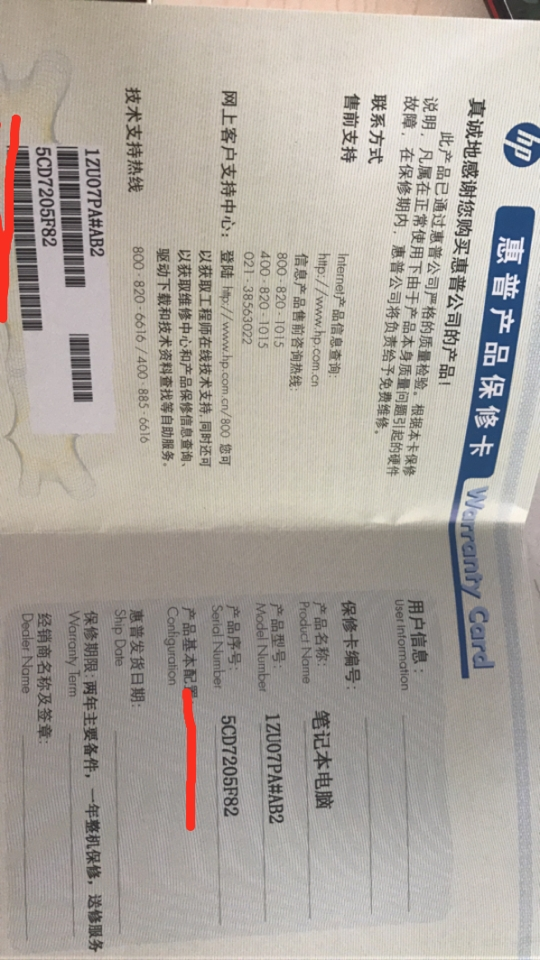 hp
惠普产品保修卡
Warranty Card
真诚地感谢您购买惠普公司的产品！
此产品已通过惠普公司严格的质量检验。根据本卡保修
说明，凡属在正常使用下由于产品本身质量问题引起的硬件
故障，在保修期内，惠普公司将负责给予免费维修。
联系方式
售前支持
Internet产品信息查询：
http://www.hp.com.cn
信息产品售前咨询热线：
800-820-1015
400-820-1015
021-38563022
网上客户支持中心：登陆 http://www.hp.com.cn/800 您可
以获取工程师在线技术支持,同时还可
以获取维修中心和产品保修信息查询、
驱动下载和技术资料查找等自助服务。
技术支持热线 800-820-6616/400-885-6616
1ZU07PA#AB2
5CD7205F82
用户信息：
User Information
保修卡编号：
产品名称：笔记本电脑
Product Name
产品型号：1ZU07PA#AB2
Model Number
产品序号：5CD7205F82
Serial Number
产品基本配置
Configuration
惠普发货日期：
Ship Date
保修期限：两年主要备件，一年整机保修，送修服务
Warranty Term
经销商名称及签章：
Dealer Name